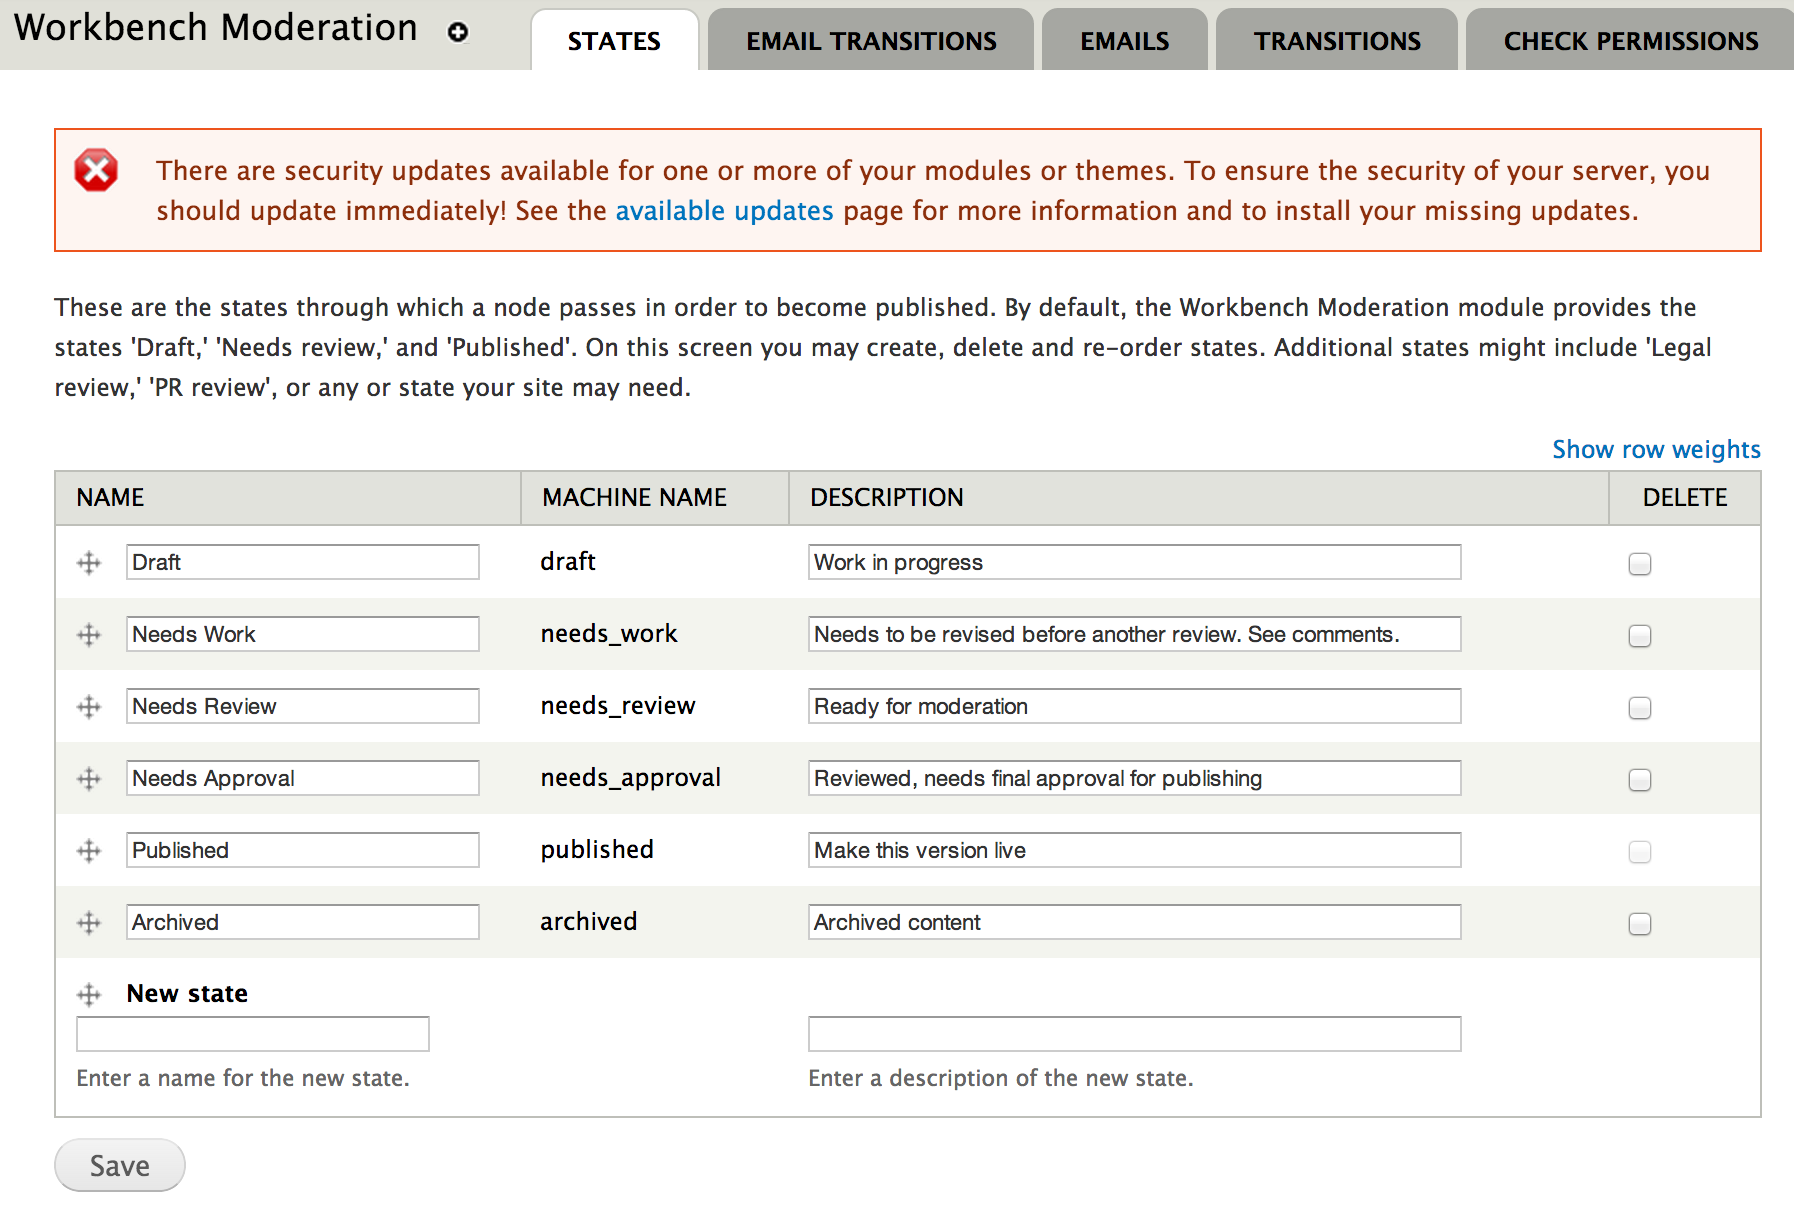 Workbench Moderation
STATES
EMAIL TRANSITIONS
EMAILS
TRANSITIONS
CHECK PERMISSIONS
There are security updates available for one or more of your modules or themes. To ensure the security of your server, you
should update immediately! See the available updates page for more information and to install your missing updates.
These are the states through which a node passes in order to become published. By default, the Workbench Moderation module provides the
states 'Draft,' 'Needs review,' and 'Published'. On this screen you may create, delete and re-order states. Additional states might include 'Legal
review,' 'PR review', or any or state your site may need.
Show row weights
NAME MACHINE NAME DESCRIPTION DELETE
Draft draft Work in progress
Needs Work needs_work Needs to be revised before another review. See comments.
Needs Review needs_review Ready for moderation
Needs Approval needs_approval Reviewed, needs final approval for publishing
Published published Make this version live
Archived archived Archived content
New state
Enter a name for the new state. Enter a description of the new state.
Save